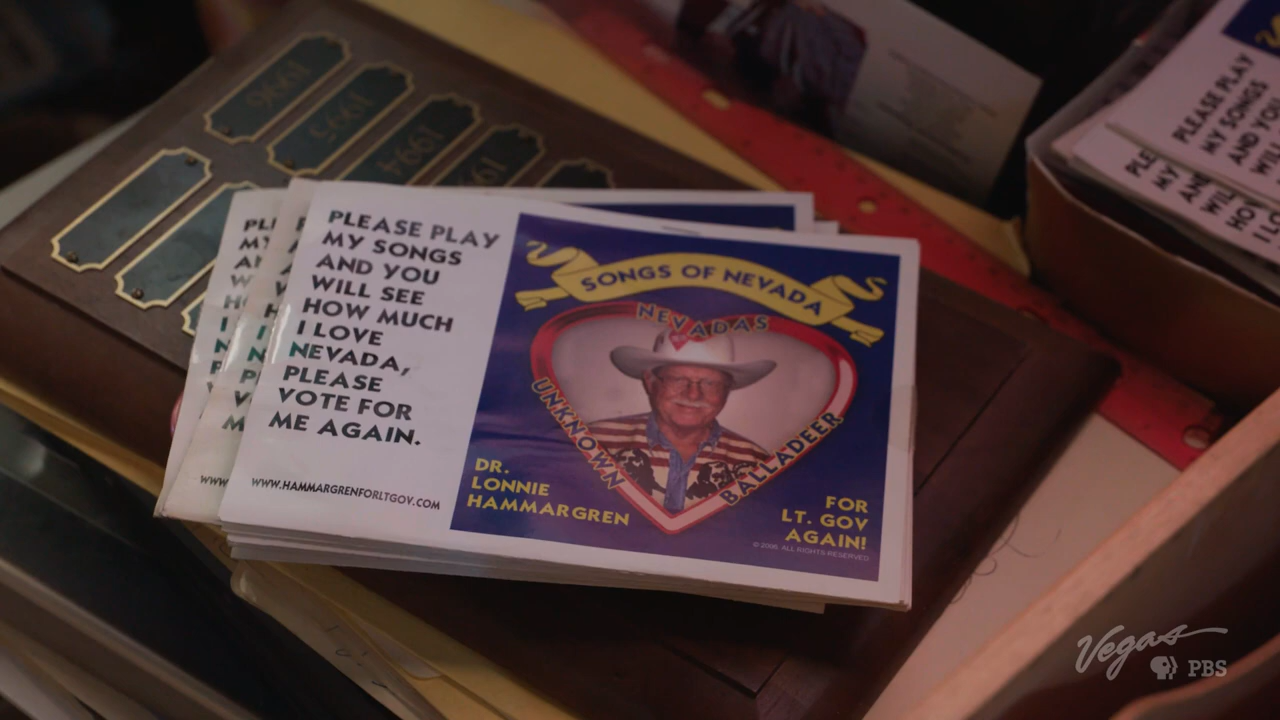 1996
1995
1994
PLEASE PLAY
MY SONGS
AND YOU
WILL SEE
HOW MUCH
I LOVE
NEVADA,
PLEASE
VOTE FOR
ME AGAIN.
WWW.HAMMARGRENFORLTGOV.COM
SONGS OF NEVADA
NEVADAS
UNKNOWN
BALLADEER
DR.
LONNIE
HAMMARGREN
FOR
LT. GOV
AGAIN!
© 2006. ALL RIGHTS RESERVED
PLEASE PLAY
MY SONGS
AND YOU
Vegas
PBS